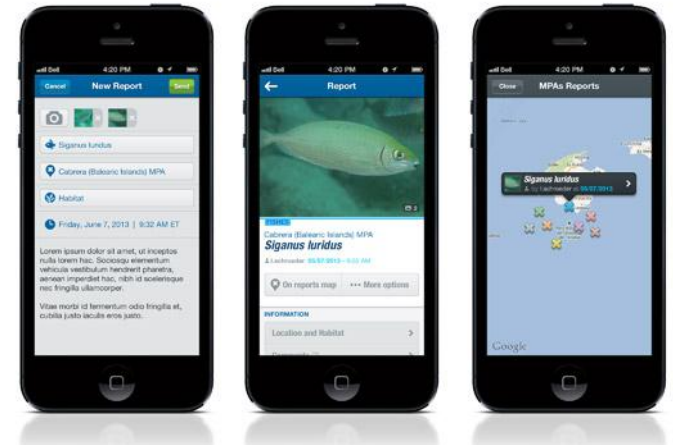 Bell
4:20 PM
Cancel
New Report
Send
Siganus luridus
Cabrera (Balearic Islands) MPA
Habitat
Friday, June 7, 2013 | 9:32 AM ET
Lorem ipsum dolor sit amet, ut inceptos
nulla lorem hac. Sociosqu elementum
vehicula vestibulum hendrerit pharetra,
aenean imperdiet hac, nibh id scelerisque
nec fringilla ullamcorper.
Vitae morbi id fermentum odio fringilla et,
cubilia justo iaculis eros justo.
Bell
4:20 PM
Report
2
Cabrera (Balearic Islands) MPA
Siganus luridus
On reports map
••• More options
INFORMATION
Location and Habitat
Bell
4:20 PM
Close
MPAs Reports
Siganus luridus
Google